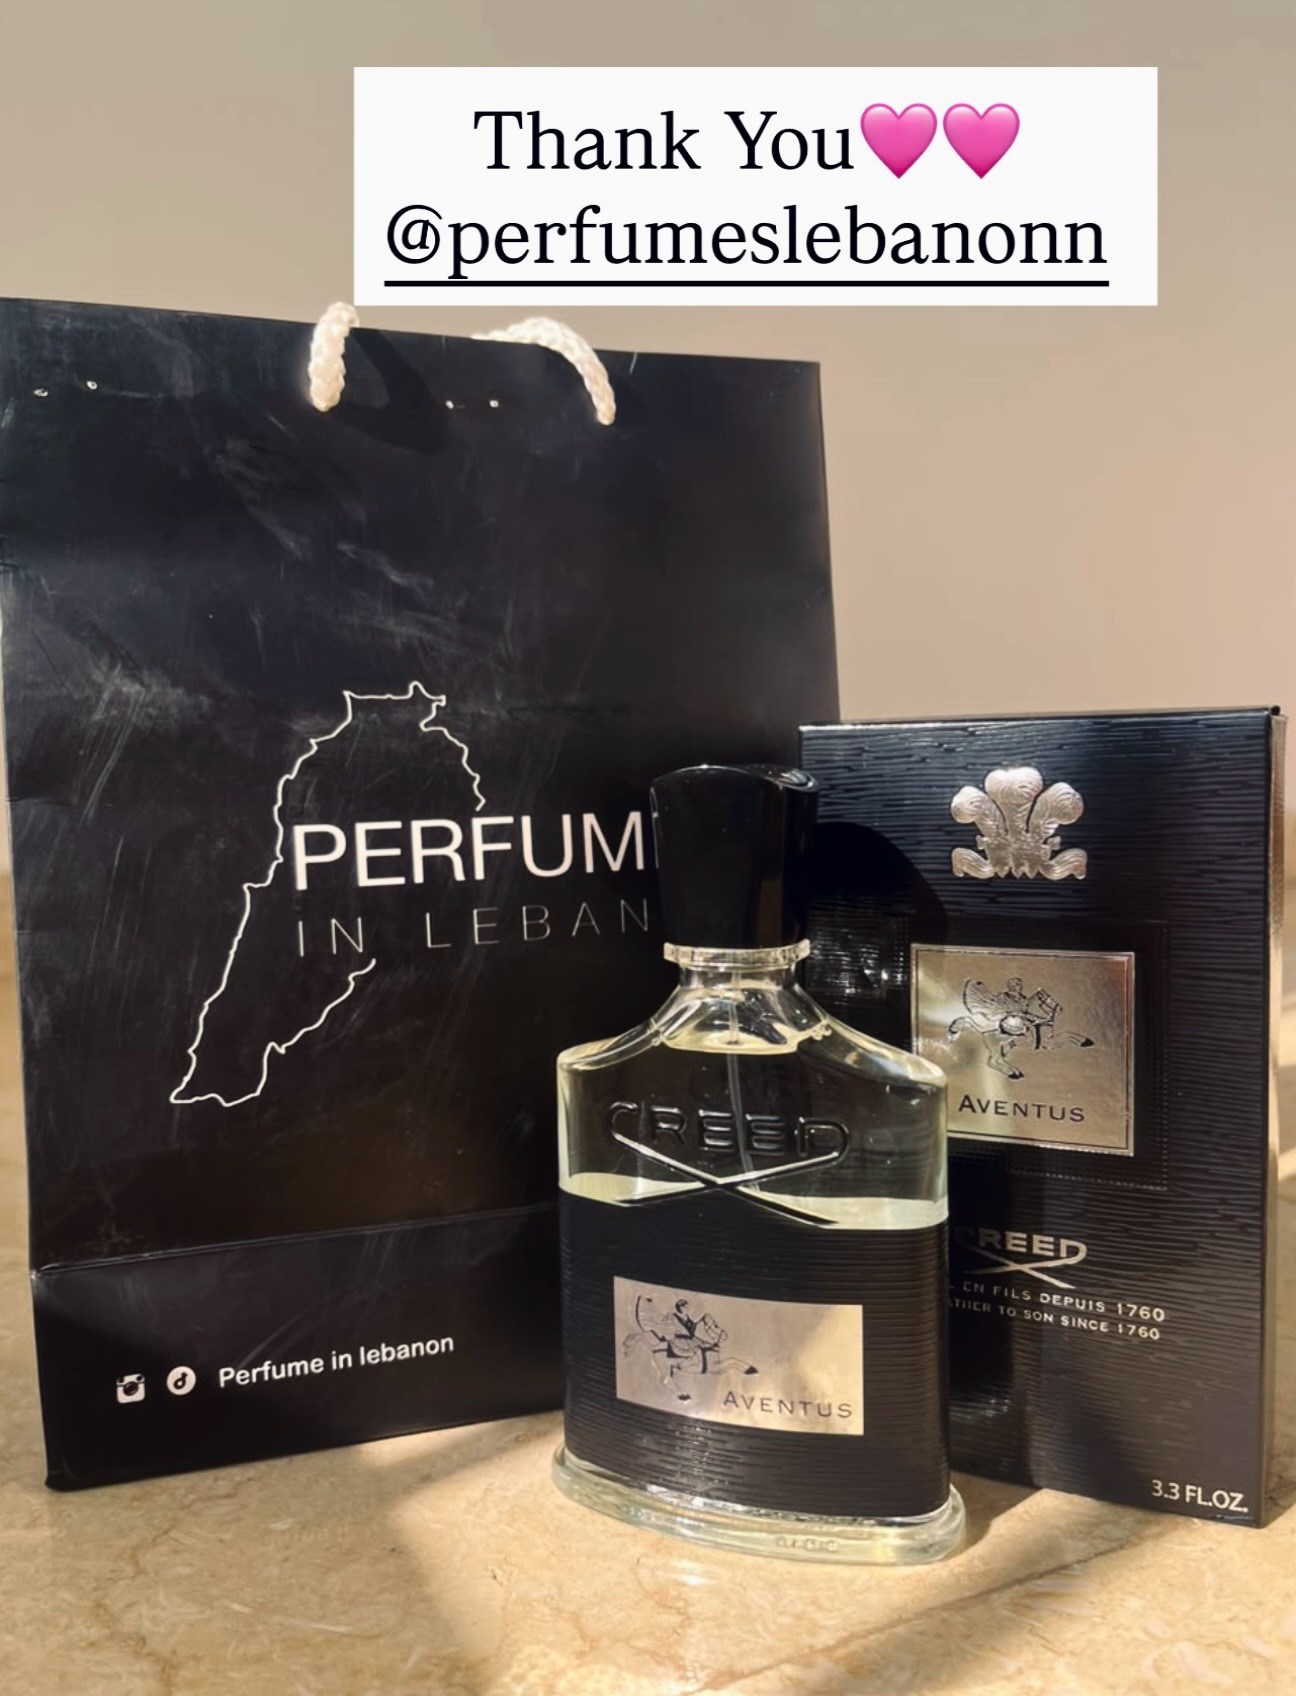 Thank You🩷🩷
@perfumeslebanonn
PERFUM
IN LEBAN
Perfume in lebanon
CREED
AVENTUS
AVENTUS
CREED
EN FILS DEPUIS 1760
TO SON SINCE 1760
3.3 FL.OZ.